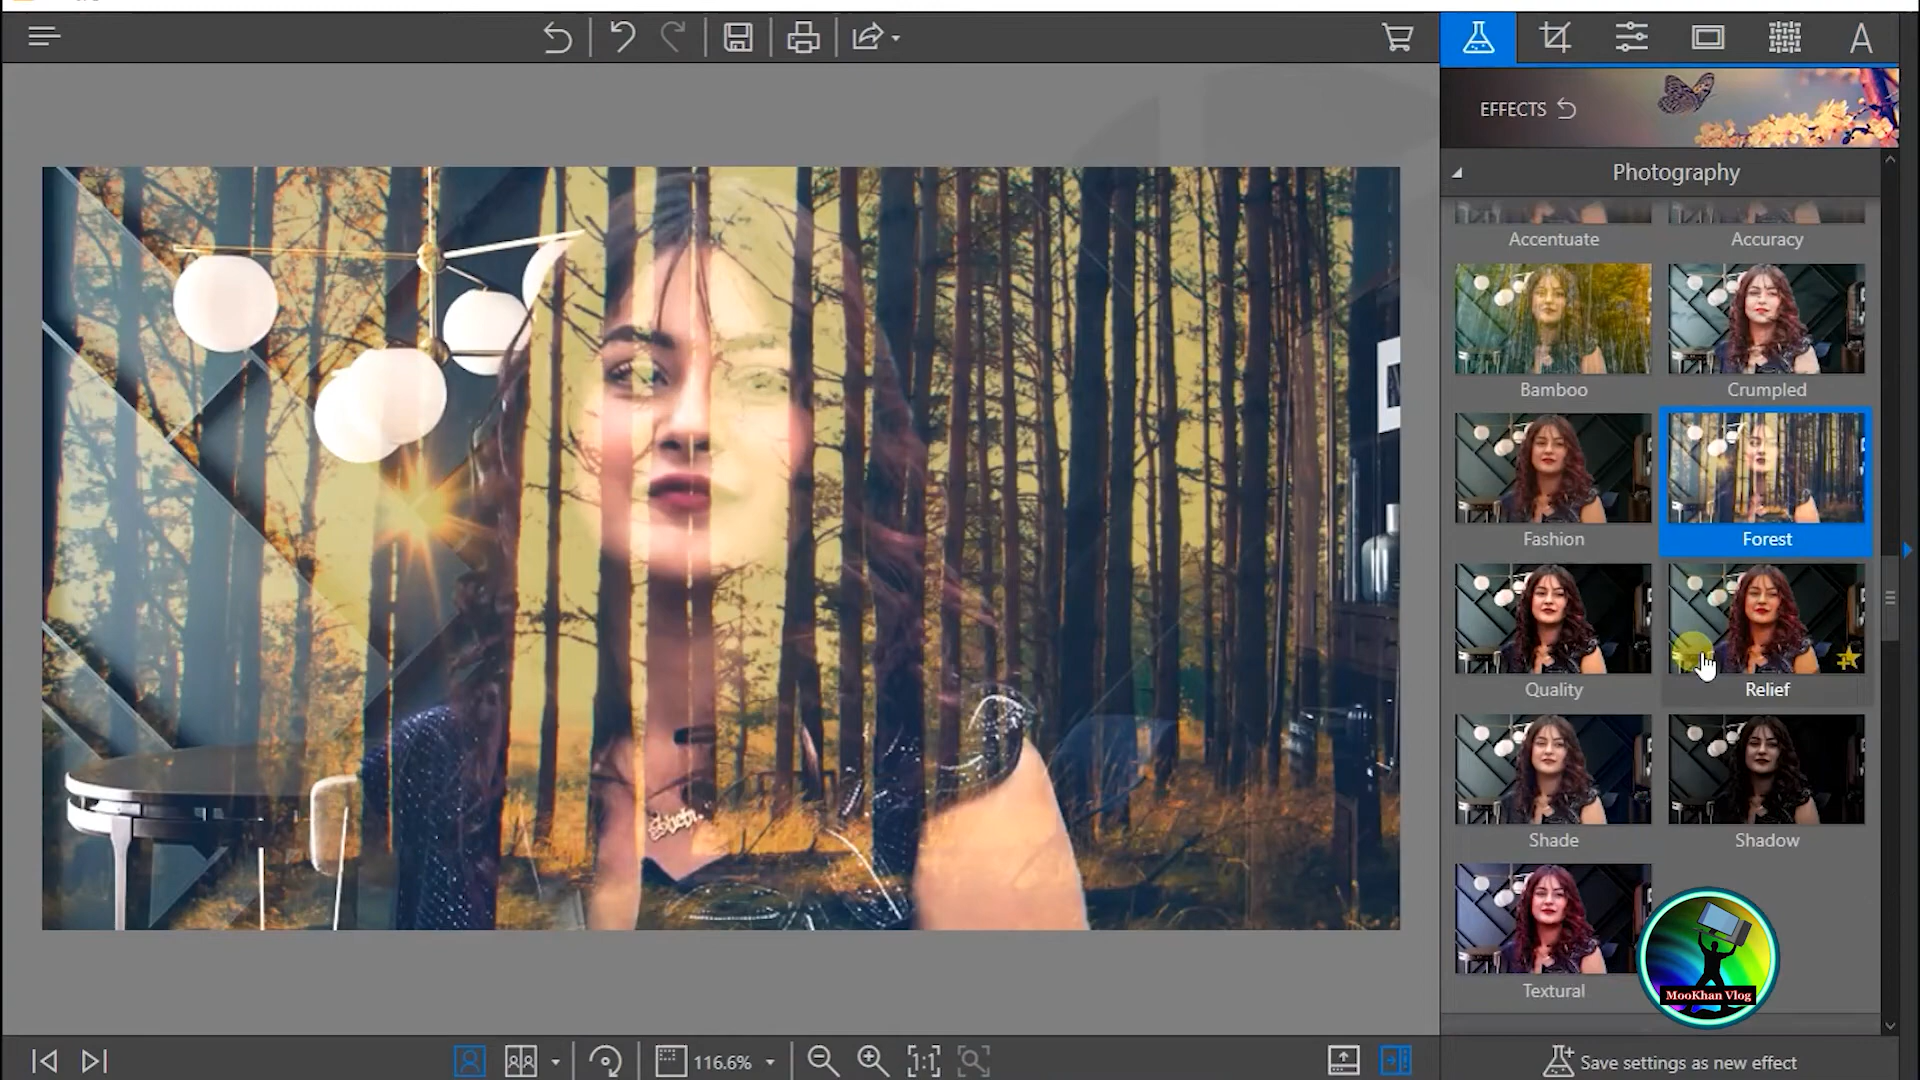 A
EFFECTS
Photography
Accentuate
Accuracy
Bamboo
Crumpled
Fashion
Forest
Quality
Relief
Shade
Shadow
Textural
MooKhan Vlog
116.6%
1:1
Save settings as new effect